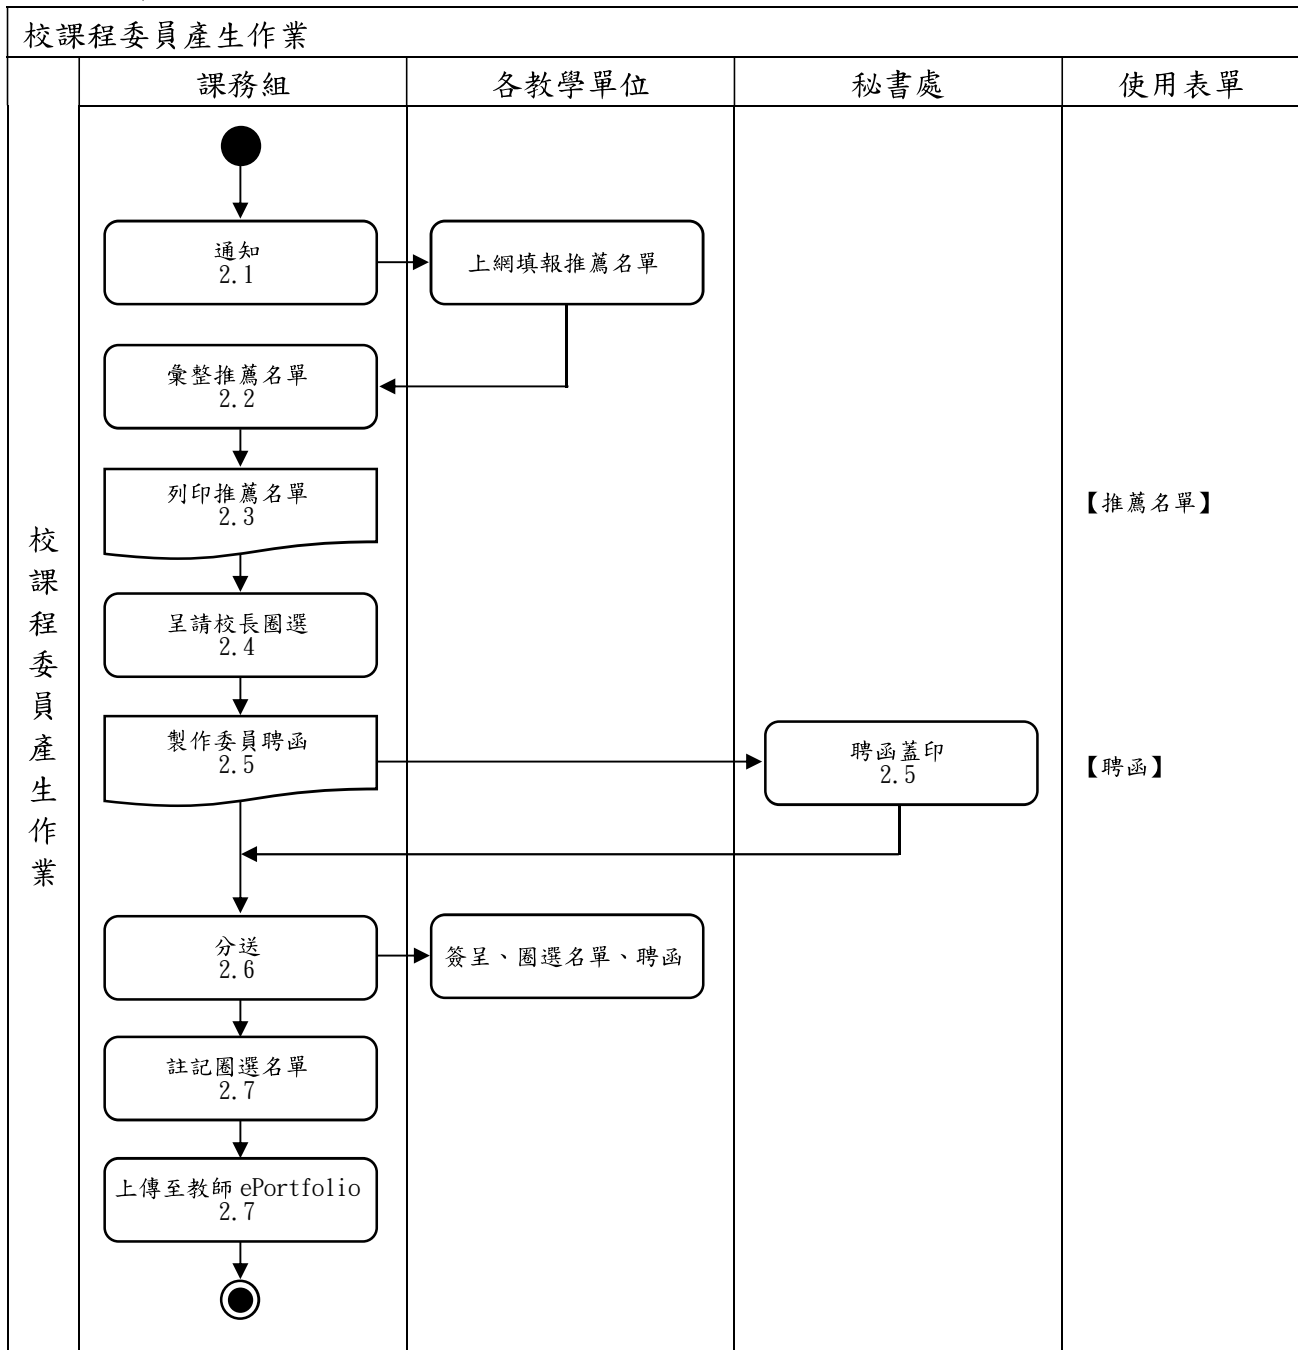 校課程委員產生作業
課務組
各教學單位
秘書處
使用表單
校課程委員產生作業
通知
2.1
上網填報推薦名單
彙整推薦名單
2.2
列印推薦名單
2.3
【推薦名單】
呈請校長圈選
2.4
製作委員聘函
2.5
聘函蓋印
2.5
【聘函】
分送
2.6
簽呈、圈選名單、聘函
註記圈選名單
2.7
上傳至教師 ePortfolio
2.7